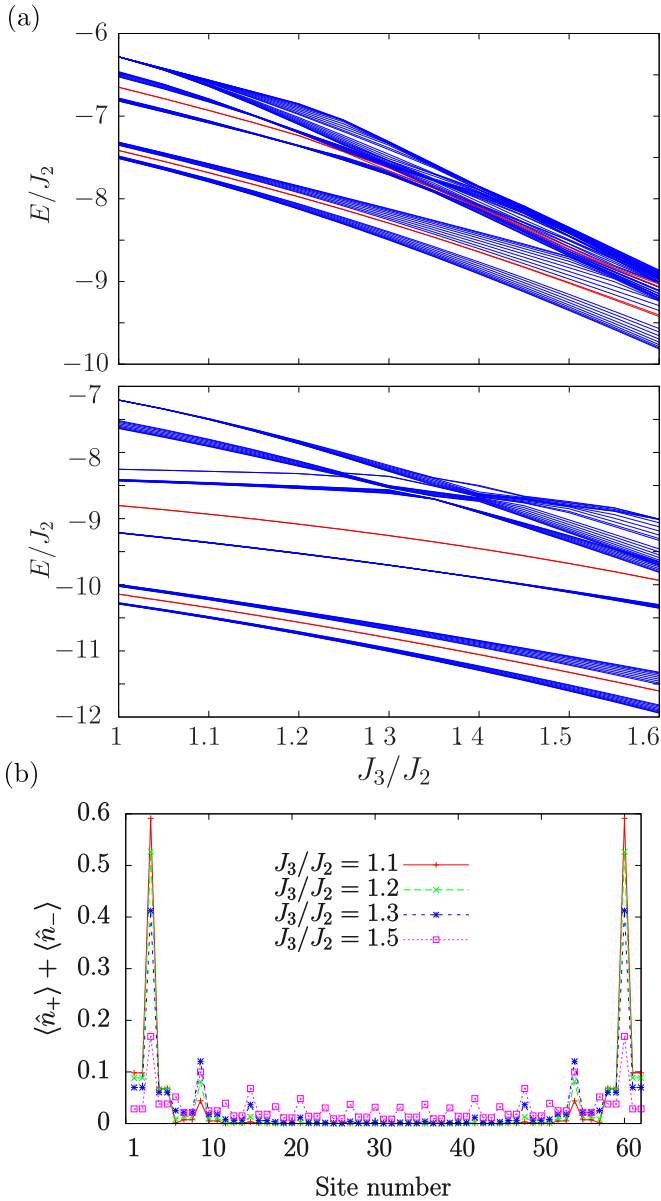 (a)
−6
−7
−8
−9
−10
E/J₂
−7
−8
−9
−10
−11
−12
E/J₂
1 1.1 1.2 1 3 1 4 1.5 1.6
J₃/J₂
(b)
0.6
0.5
0.4
0.3
0.2
0.1
0
⟨n̂₊⟩ + ⟨n̂₋⟩
J₃/J₂ = 1.1
J₃/J₂ = 1.2
J₃/J₂ = 1.3
J₃/J₂ = 1.5
1 10 20 30 40 50 60
Site number